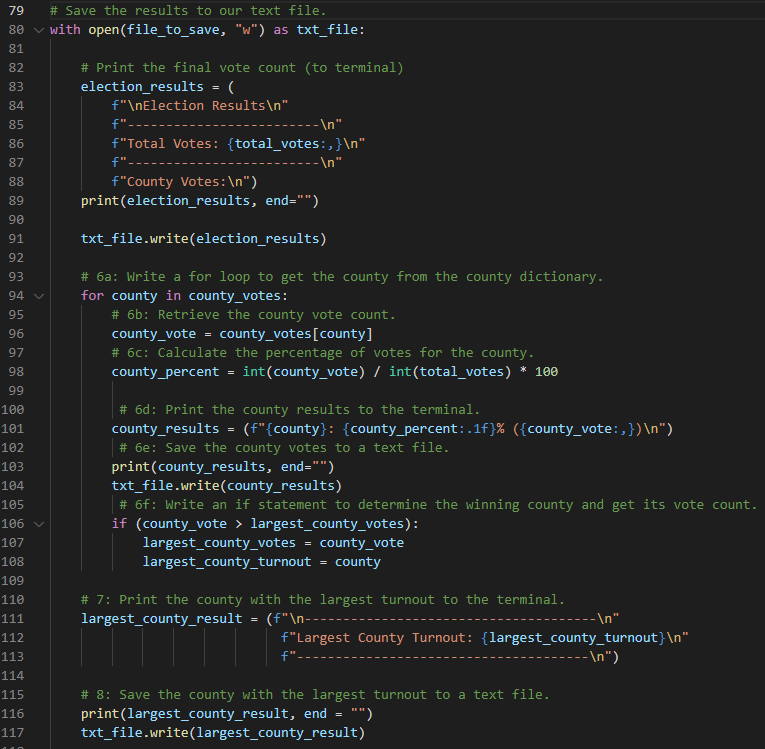 79 # Save the results to our text file.
80 with open(file_to_save, "w") as txt_file:
81
82 # Print the final vote count (to terminal)
83 election_results = (
84 f"\nElection Results\n"
85 f"-------------------------\n"
86 f"Total Votes: {total_votes:,}\n"
87 f"-------------------------\n"
88 f"County Votes:\n")
89 print(election_results, end="")
90
91 txt_file.write(election_results)
92
93 # 6a: Write a for loop to get the county from the county dictionary.
94 for county in county_votes:
95 # 6b: Retrieve the county vote count.
96 county_vote = county_votes[county]
97 # 6c: Calculate the percentage of votes for the county.
98 county_percent = int(county_vote) / int(total_votes) * 100
99
100 # 6d: Print the county results to the terminal.
101 county_results = (f"{county}: {county_percent:.1f}% ({county_vote:,})\n")
102 # 6e: Save the county votes to a text file.
103 print(county_results, end="")
104 txt_file.write(county_results)
105 # 6f: Write an if statement to determine the winning county and get its vote count.
106 if (county_vote > largest_county_votes):
107 largest_county_votes = county_vote
108 largest_county_turnout = county
109
110 # 7: Print the county with the largest turnout to the terminal.
111 largest_county_result = (f"\n--------------------------------------\n"
112 f"Largest County Turnout: {largest_county_turnout}\n"
113 f"--------------------------------------\n")
114
115 # 8: Save the county with the largest turnout to a text file.
116 print(largest_county_result, end = "")
117 txt_file.write(largest_county_result)